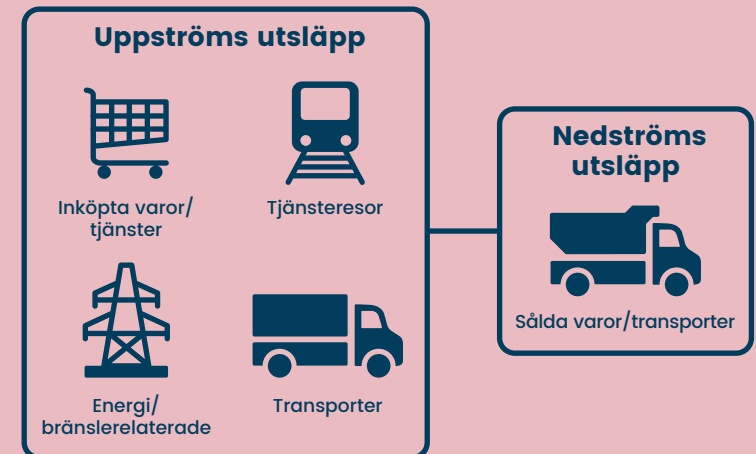 Uppströms utsläpp
Inköpta varor/
tjänster
Tjänsteresor
Energi/
bränslerelaterade
Transporter
Nedströms
utsläpp
Sålda varor/transporter